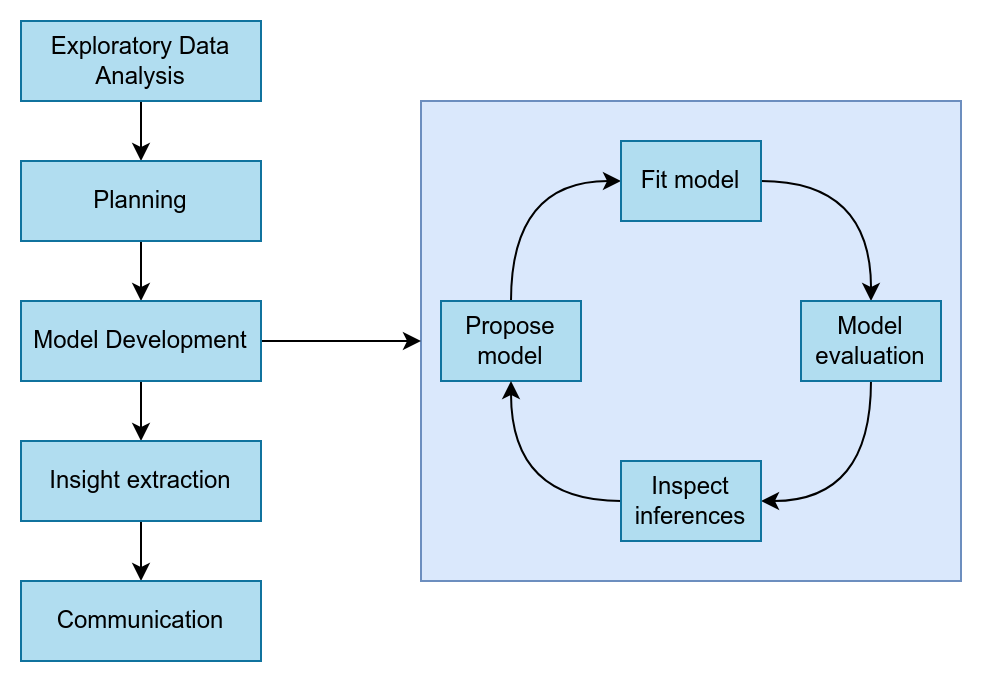 Exploratory Data
Analysis
Planning
Model Development
Insight extraction
Communication
Fit model
Propose
model
Model
evaluation
Inspect
inferences